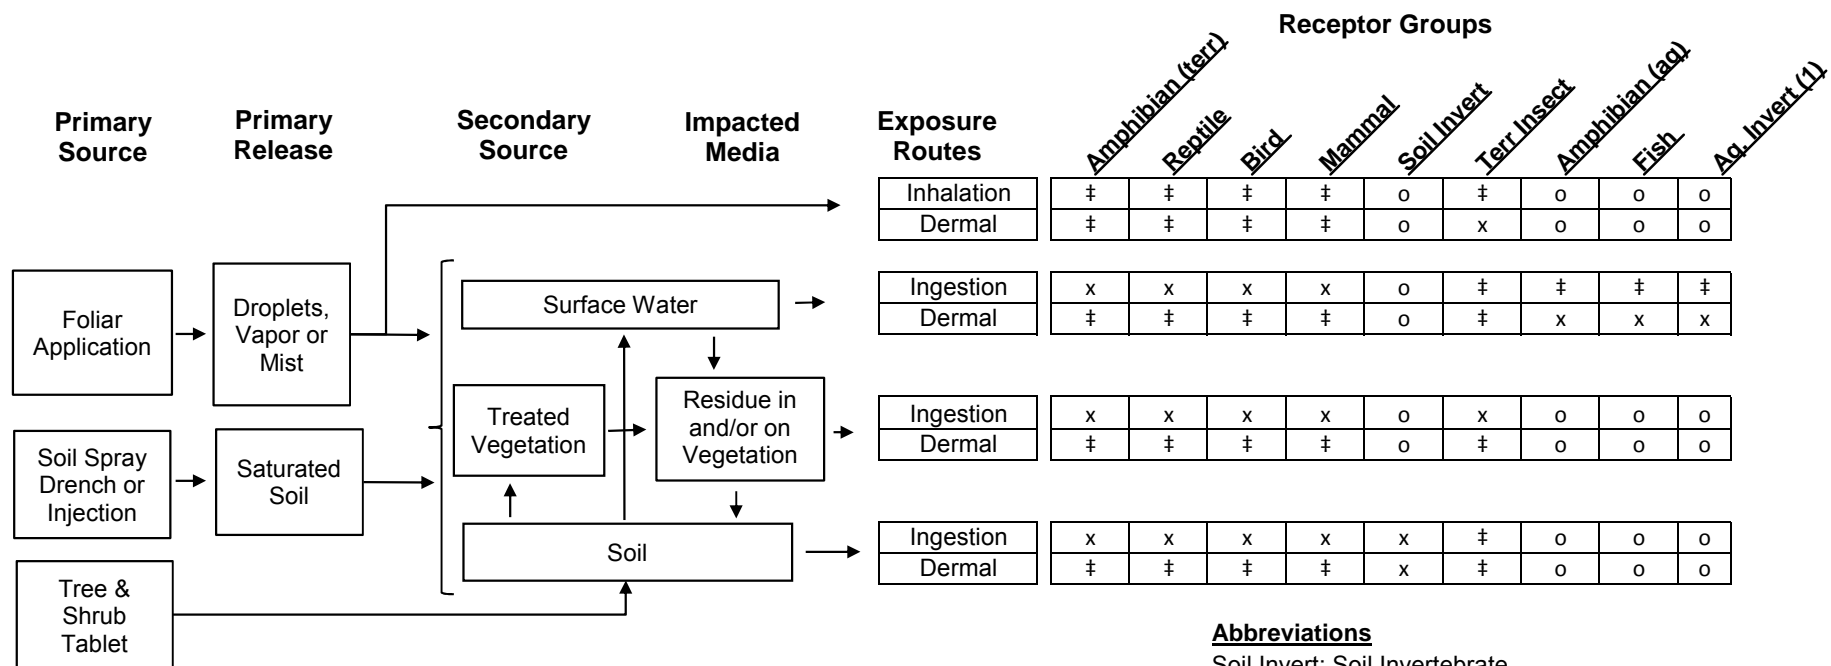 Receptor Groups
Primary
Source
Primary
Release
Secondary
Source
Impacted
Media
Exposure
Routes
Amphibian (terr)
Reptile
Bird
Mammal
Soil Invert
Terr Insect
Amphibian (aq)
Fish
Aq. Invert (1)
Inhalation ‡ ‡ ‡ ‡ o ‡ o o o
Dermal ‡ ‡ ‡ ‡ o x o o o
Foliar
Application
Droplets,
Vapor or
Mist
Surface Water
Ingestion x x x x o ‡ ‡ ‡ ‡
Dermal ‡ ‡ ‡ ‡ o ‡ x x x
Treated
Vegetation
Residue in
and/or on
Vegetation
Ingestion x x x x o x o o o
Dermal ‡ ‡ ‡ ‡ o ‡ o o o
Soil Spray
Drench or
Injection
Saturated
Soil
Soil
Ingestion x x x x x ‡ o o o
Dermal ‡ ‡ ‡ ‡ x ‡ o o o
Tree &
Shrub
Tablet
Abbreviations
Soil Invert: Soil Invertebrate